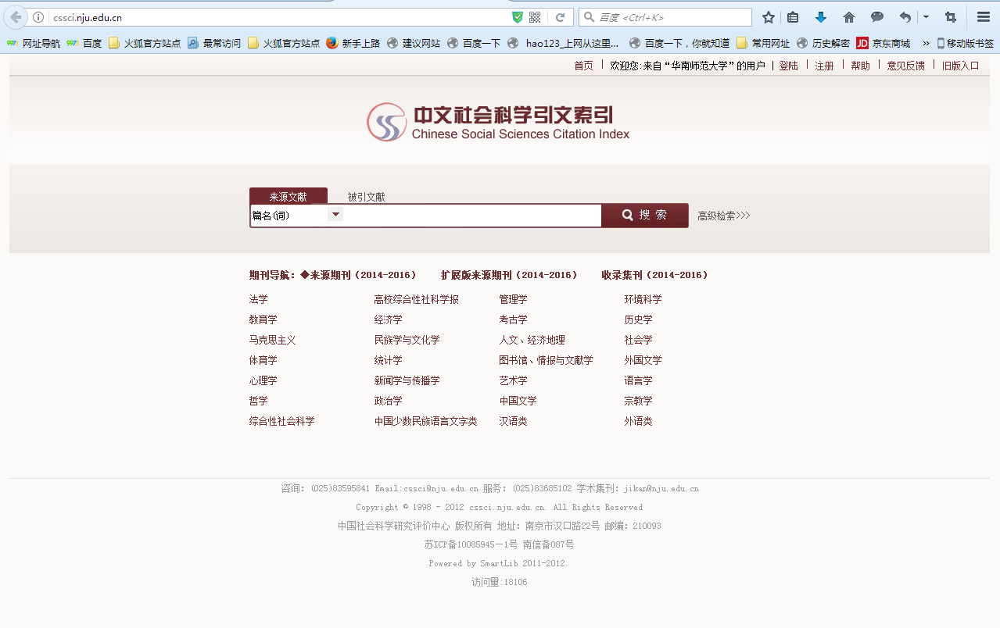 cssci.nju.edu.cn 百度 <Ctrl+K>
网址导航 百度 火狐官方站点 最常访问 火狐官方站点 新手上路 建议网站 百度一下 hao123_上网从这里... 百度一下，你就知道 常用网址 历史解密 JD 京东商城 » 移动版书签
首页 | 欢迎您:来自“华南师范大学”的用户 | 登陆 | 注册 | 帮助 | 意见反馈 | 旧版入口
中文社会科学引文索引
Chinese Social Sciences Citation Index
来源文献 被引文献
篇名(词) 搜 索 高级检索>>>
期刊导航：◆来源期刊（2014-2016） 扩展版来源期刊（2014-2016） 收录集刊（2014-2016）
法学 高校综合性社科学报 管理学 环境科学
教育学 经济学 考古学 历史学
马克思主义 民族学与文化学 人文、经济地理 社会学
体育学 统计学 图书馆、情报与文献学 外国文学
心理学 新闻学与传播学 艺术学 语言学
哲学 政治学 中国文学 宗教学
综合性社会科学 中国少数民族语言文字类 汉语类 外语类
咨询：(025)83595841 Email:cssci@nju.edu.cn 服务：(025)83685102 学术集刊：jikan@nju.edu.cn
Copyright © 1998 - 2012 cssci.nju.edu.cn. All Rights Reserved
中国社会科学研究评价中心 版权所有 地址：南京市汉口路22号 邮编：210093
苏ICP备10085945－1号 南信备087号
Powered by SmartLib 2011-2012.
访问量:18106